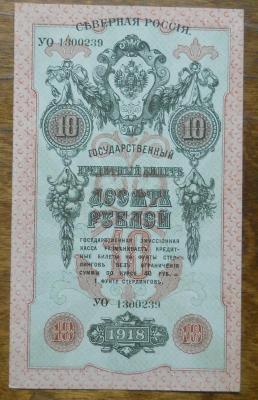 СѢВЕРНАЯ РОССІЯ.
УО 1300239
10 10
ГОСУДАРСТВЕННЫЙ
КРЕДИТНЫЙ БИЛЕТЪ
ДЕСЯТЬ
РУБЛЕЙ
ГОСУДАРСТВЕННАЯ ЭМИССІОННАЯ
КАССА РАЗМѢНИВАЕТЪ КРЕДИТ-
НЫЕ БИЛЕТЫ НА ФУНТЫ СТЕР-
ЛИНГОВЪ БЕЗЪ ОГРАНИЧЕНІЯ
СУММЫ ПО КУРСУ 40 РУБ. =
1 ФУНТЪ СТЕРЛИНГОВЪ.
УО 1300239
10 1918 10